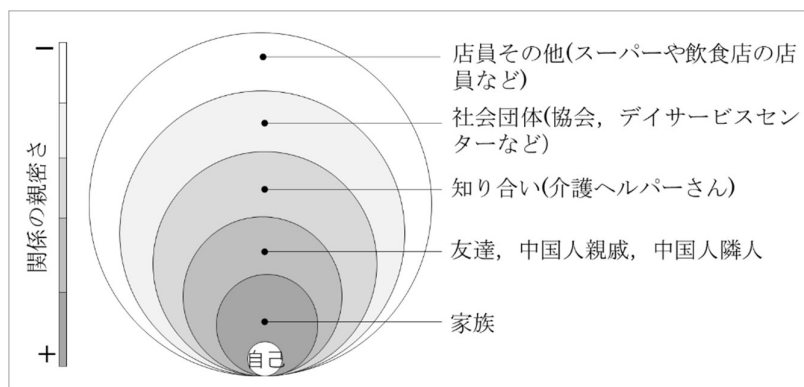 −
店員その他(スーパーや飲食店の店
員など)
社会団体(協会，デイサービスセン
ターなど)
知り合い(介護ヘルパーさん)
友達，中国人親戚，中国人隣人
家族
関係の親密さ
+
自己